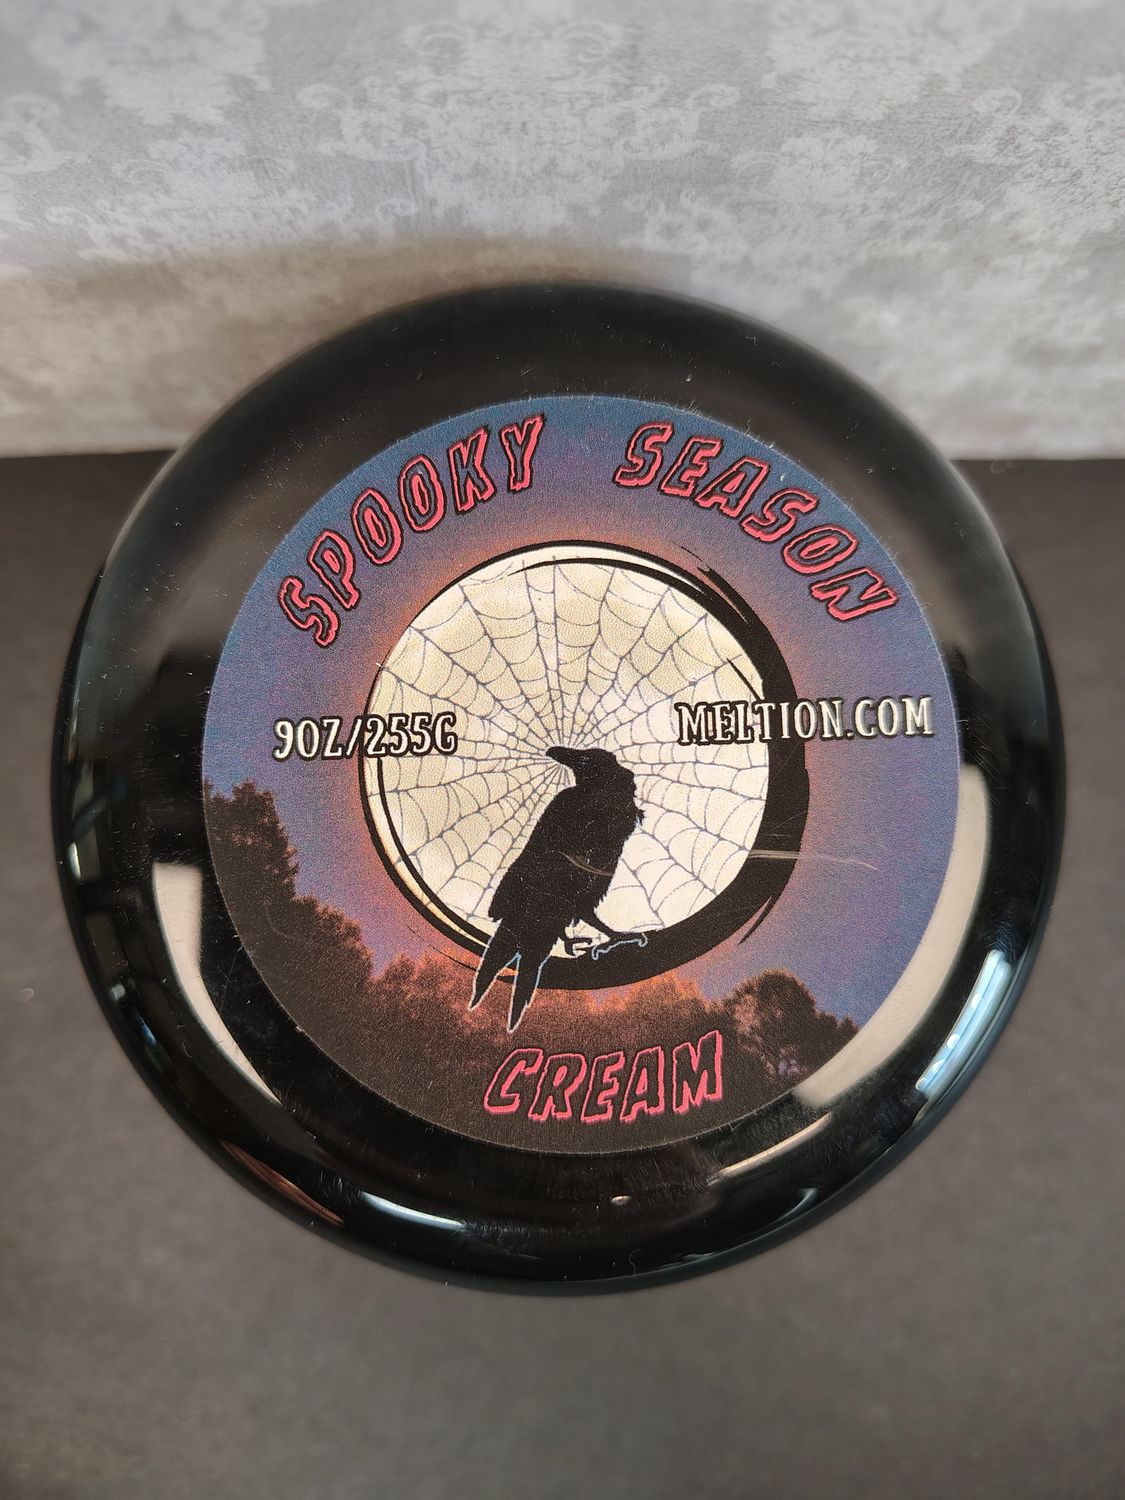 SPOOKY SEASON
9OZ/255G
MELTION.COM
CREAM